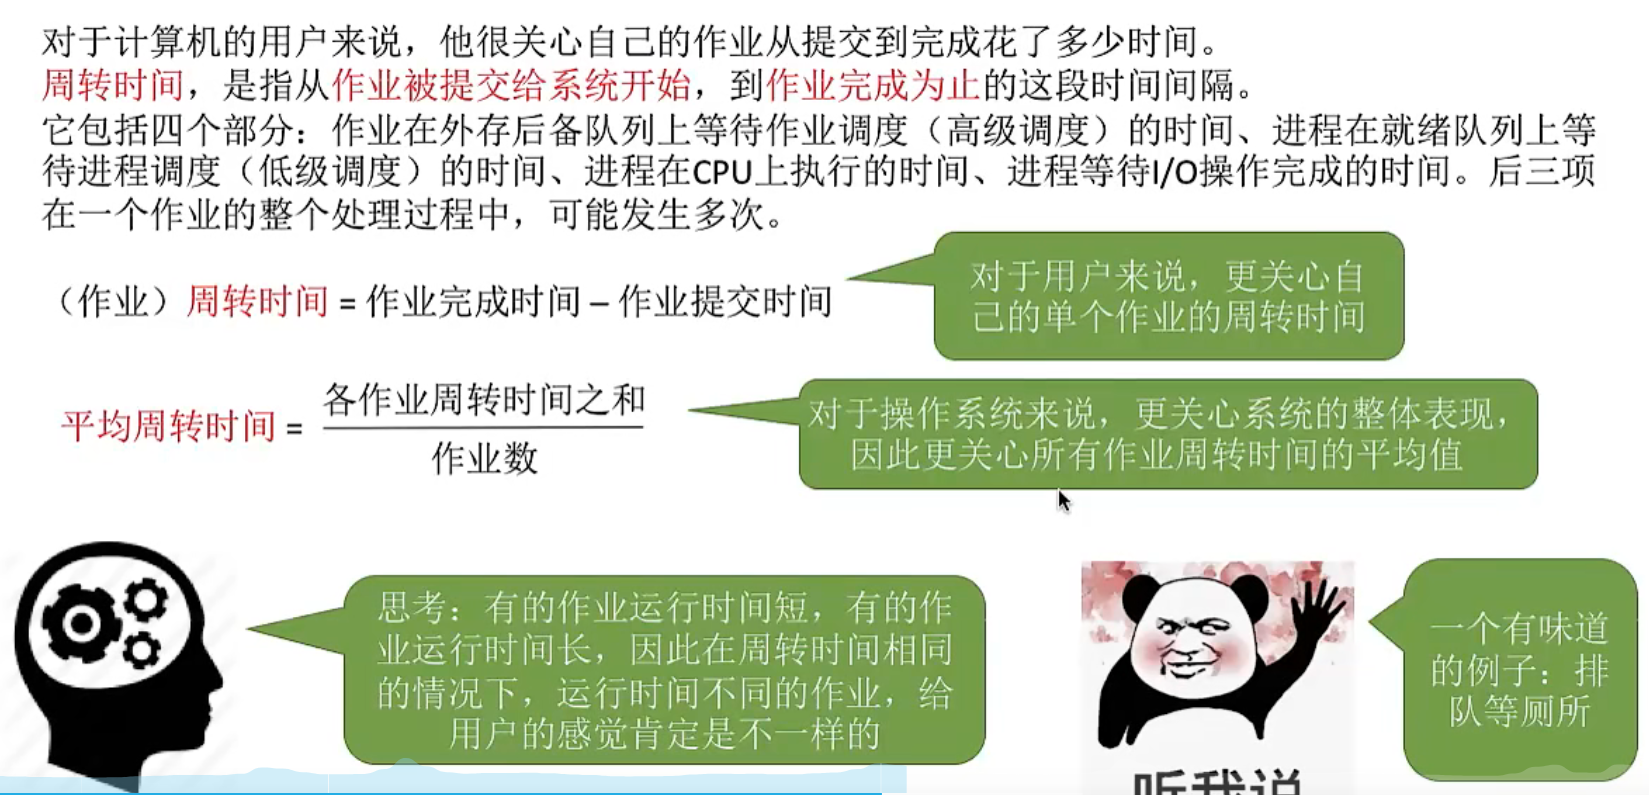 对于计算机的用户来说，他很关心自己的作业从提交到完成花了多少时间。
周转时间，是指从作业被提交给系统开始，到作业完成为止的这段时间间隔。
它包括四个部分：作业在外存后备队列上等待作业调度（高级调度）的时间、进程在就绪队列上等
待进程调度（低级调度）的时间、进程在CPU上执行的时间、进程等待I/O操作完成的时间。后三项
在一个作业的整个处理过程中，可能发生多次。
（作业）周转时间 = 作业完成时间 – 作业提交时间
对于用户来说，更关心自
己的单个作业的周转时间
平均周转时间 =
各作业周转时间之和
作业数
对于操作系统来说，更关心系统的整体表现，
因此更关心所有作业周转时间的平均值
思考：有的作业运行时间短，有的作
业运行时间长，因此在周转时间相同
的情况下，运行时间不同的作业，给
用户的感觉肯定是不一样的
一个有味道
的例子：排
队等厕所
听我说